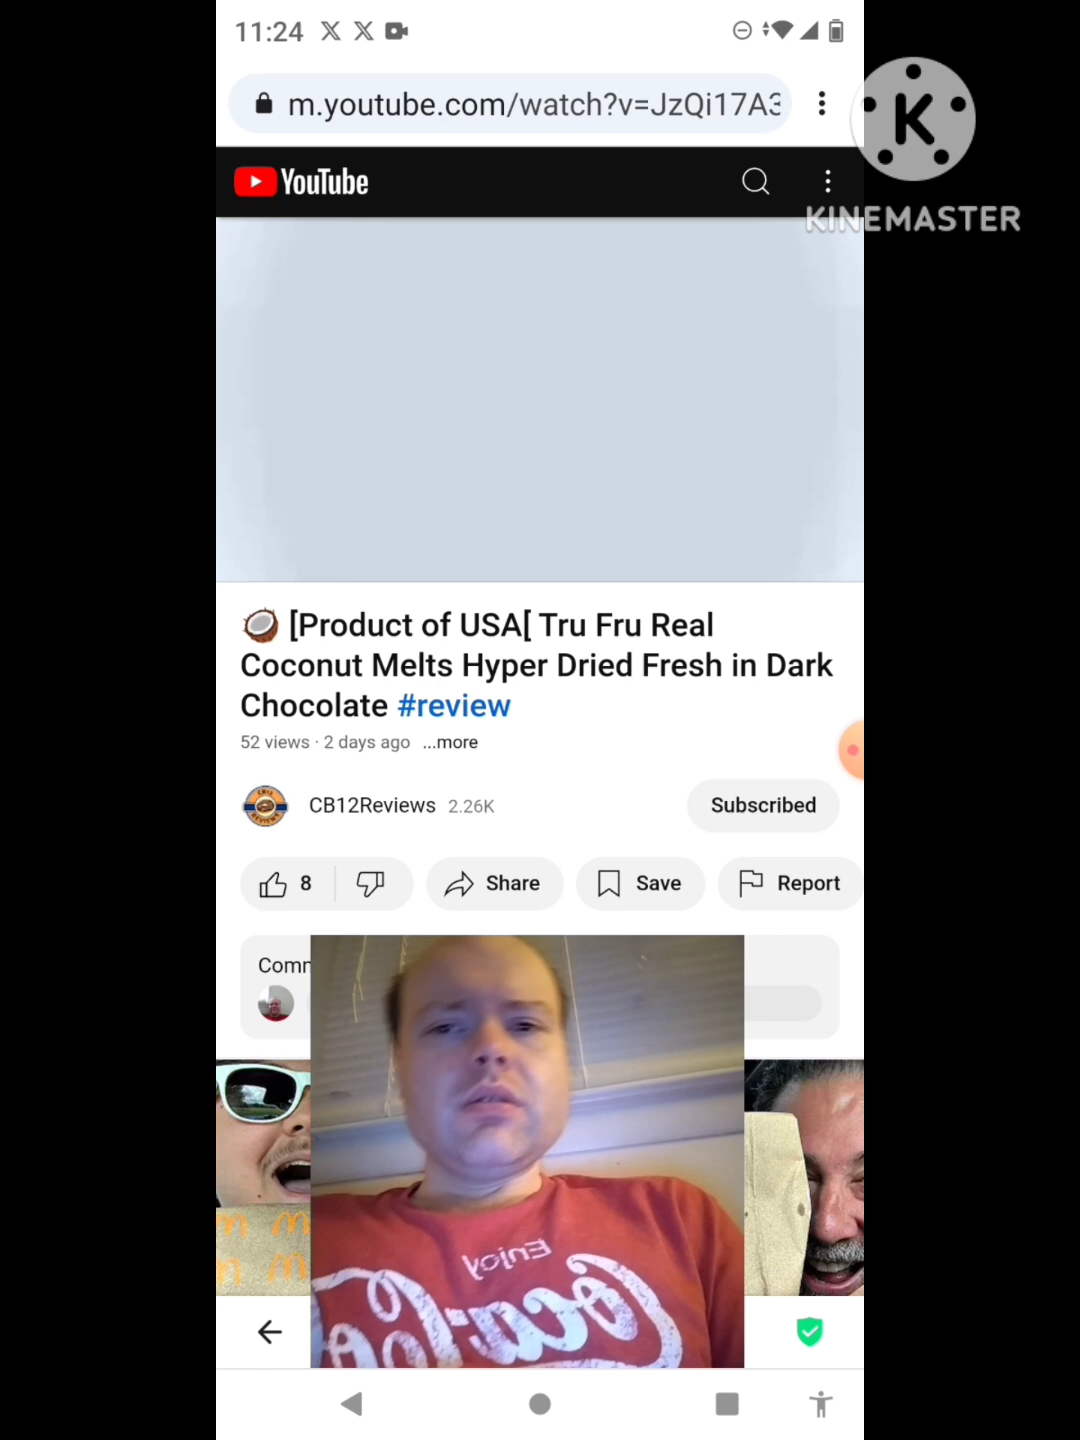 11:24
m.youtube.com/watch?v=JzQi17A3
K
KINEMASTER
YouTube
🥥 [Product of USA[ Tru Fru Real
Coconut Melts Hyper Dried Fresh in Dark
Chocolate #review
52 views · 2 days ago ...more
CB12Reviews 2.26K
Subscribed
8
Share
Save
Report
Comm
Enjoy
Coca-Col